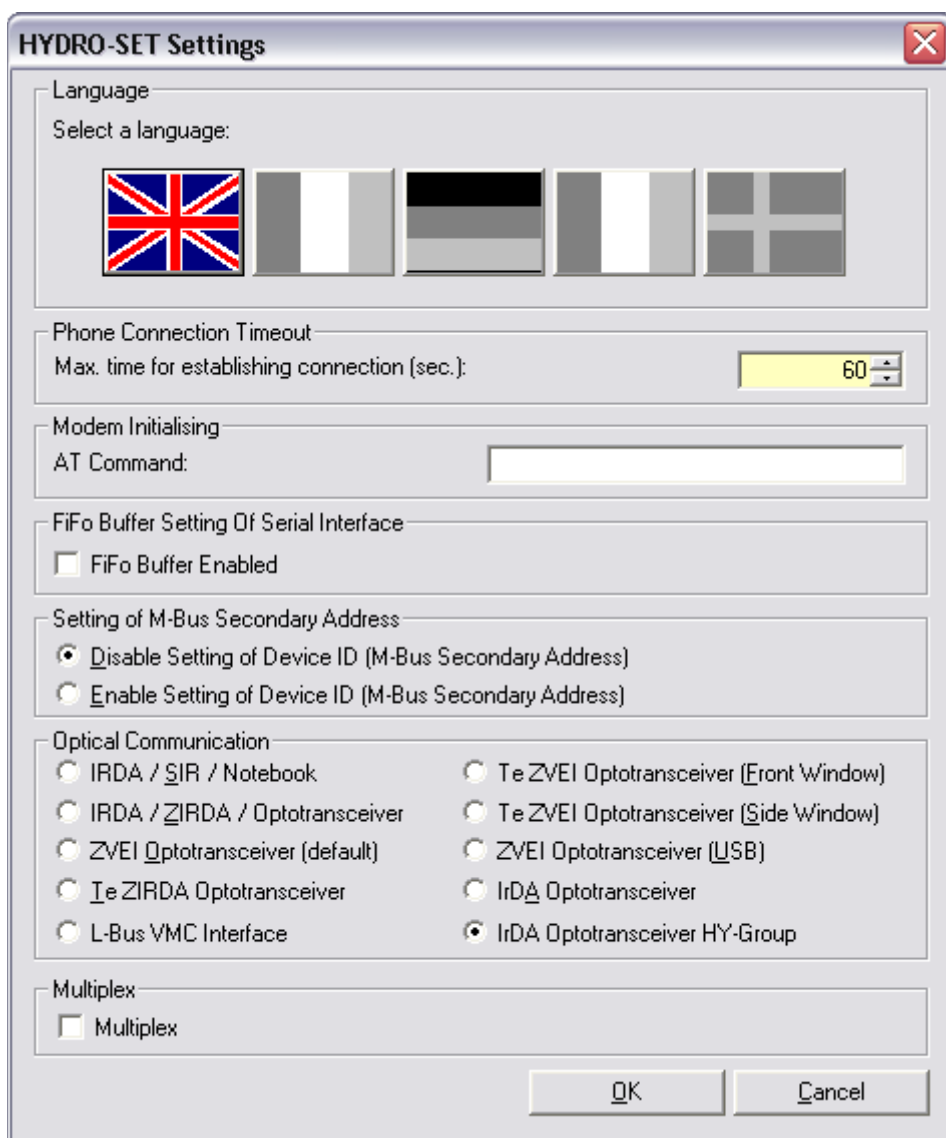 HYDRO-SET Settings
Language
Select a language:
Phone Connection Timeout
Max. time for establishing connection (sec.):
60
Modem Initialising
AT Command:
FiFo Buffer Setting Of Serial Interface
FiFo Buffer Enabled
Setting of M-Bus Secondary Address
Disable Setting of Device ID (M-Bus Secondary Address)
Enable Setting of Device ID (M-Bus Secondary Address)
Optical Communication
IRDA / SIR / Notebook
IRDA / ZIRDA / Optotransceiver
ZVEI Optotransceiver (default)
Te ZIRDA Optotransceiver
L-Bus VMC Interface
Te ZVEI Optotransceiver (Front Window)
Te ZVEI Optotransceiver (Side Window)
ZVEI Optotransceiver (USB)
IrDA Optotransceiver
IrDA Optotransceiver HY-Group
Multiplex
Multiplex
OK
Cancel